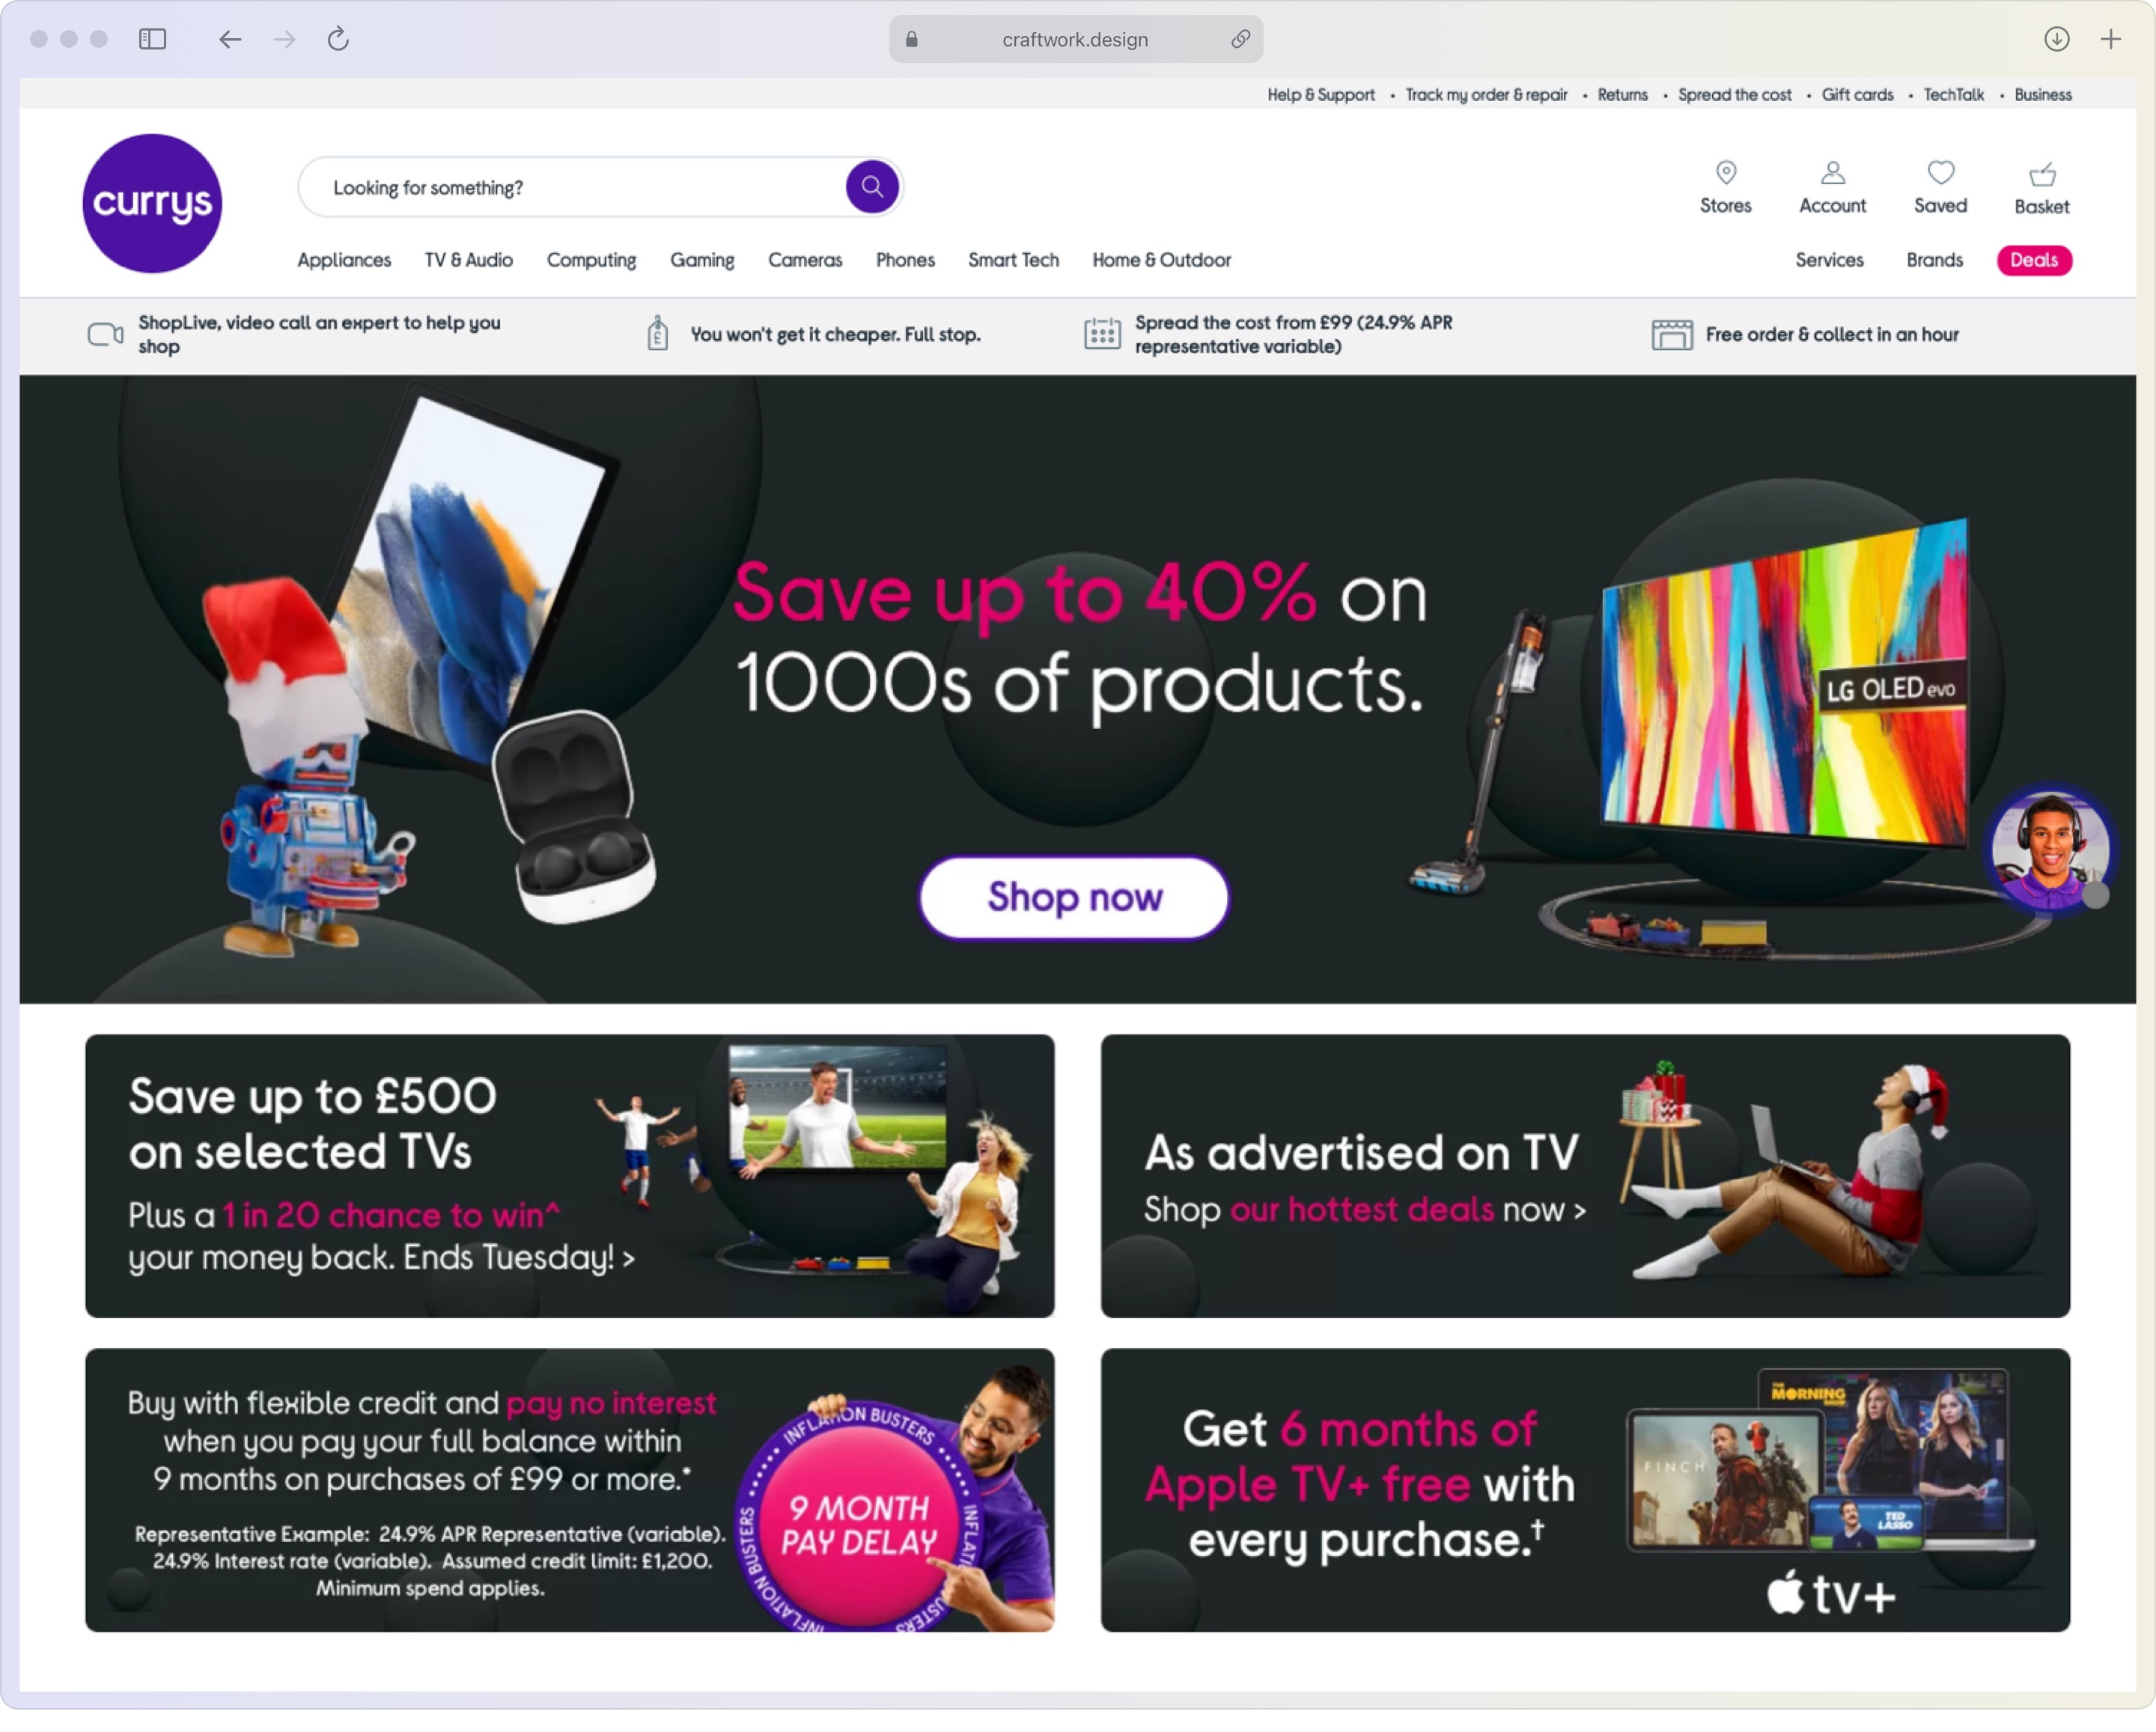 craftwork.design
Help & Support • Track my order & repair • Returns • Spread the cost • Gift cards • TechTalk • Business
currys
Looking for something?
Stores
Account
Saved
Basket
Appliances TV & Audio Computing Gaming Cameras Phones Smart Tech Home & Outdoor
Services Brands Deals
ShopLive, video call an expert to help you
shop
£
You won't get it cheaper. Full stop.
Spread the cost from £99 (24.9% APR
representative variable)
Free order & collect in an hour
Save up to 40% on
1000s of products.
LG OLED evo
Shop now
Save up to £500
on selected TVs
Plus a 1 in 20 chance to win^
your money back. Ends Tuesday! >
As advertised on TV
Shop our hottest deals now >
Buy with flexible credit and pay no interest
when you pay your full balance within
9 months on purchases of £99 or more.*
Representative Example: 24.9% APR Representative (variable).
24.9% Interest rate (variable). Assumed credit limit: £1,200.
Minimum spend applies.
INFLATION BUSTERS
9 MONTH
PAY DELAY
INFLATION BUSTERS
INFLATI
USTERS
INFL
Get 6 months of
Apple TV+ free with
every purchase.†
THE
MORNING
SHOW
FINCH
TED
LASSO
tv+